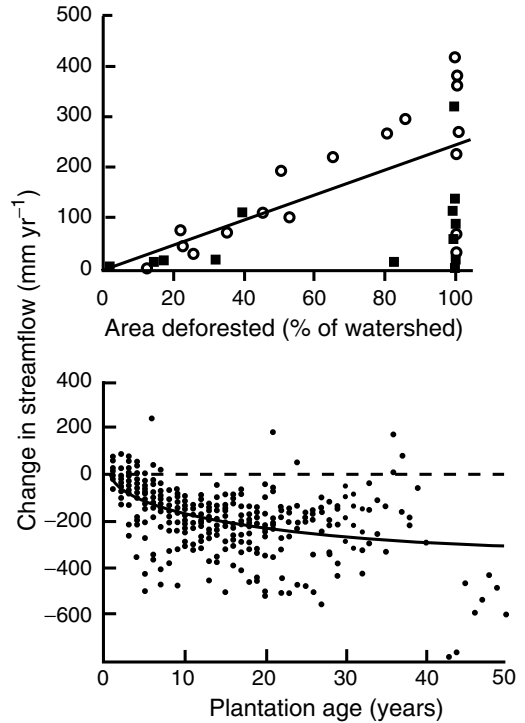 500
400
300
200
100
0
0 20 40 60 80 100
Area deforested (% of watershed)
Change in streamflow (mm yr⁻¹)
400
200
0
−200
−400
−600
0 10 20 30 40 50
Plantation age (years)